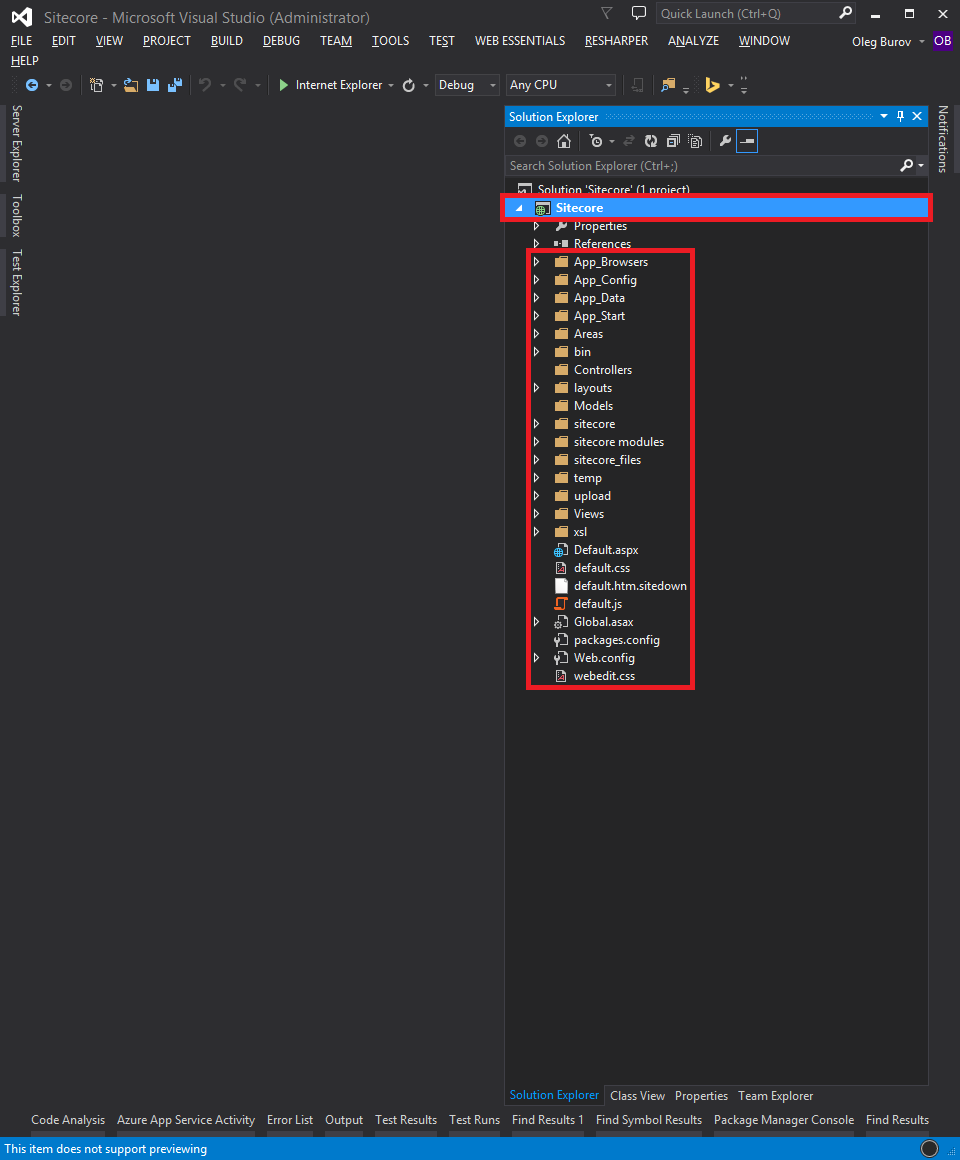 Sitecore - Microsoft Visual Studio (Administrator)
Quick Launch (Ctrl+Q)
FILE EDIT VIEW PROJECT BUILD DEBUG TEAM TOOLS TEST WEB ESSENTIALS RESHARPER ANALYZE WINDOW
Oleg Burov OB
HELP
Internet Explorer Debug Any CPU
Server Explorer
Toolbox
Test Explorer
Notifications
Solution Explorer
Search Solution Explorer (Ctrl+;)
Solution 'Sitecore' (1 project)
Sitecore
Properties
References
App_Browsers
App_Config
App_Data
App_Start
Areas
bin
Controllers
layouts
Models
sitecore
sitecore modules
sitecore_files
temp
upload
Views
xsl
Default.aspx
default.css
default.htm.sitedown
default.js
Global.asax
packages.config
Web.config
webedit.css
Solution Explorer Class View Properties Team Explorer
Code Analysis Azure App Service Activity Error List Output Test Results Test Runs Find Results 1 Find Symbol Results Package Manager Console Find Results
This item does not support previewing